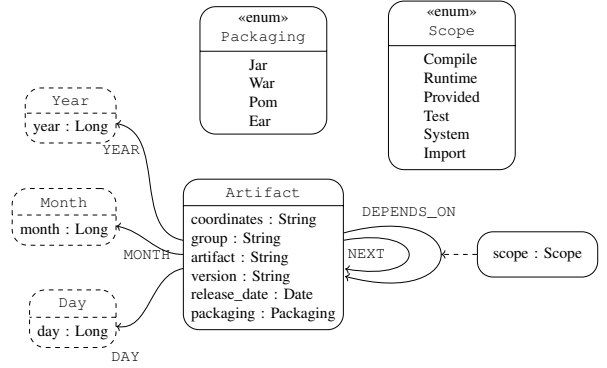 «enum»
Packaging
Jar
War
Pom
Ear
«enum»
Scope
Compile
Runtime
Provided
Test
System
Import
Year
year : Long
YEAR
Month
month : Long
MONTH
Day
day : Long
DAY
Artifact
coordinates : String
group : String
artifact : String
version : String
release_date : Date
packaging : Packaging
DEPENDS_ON
NEXT
scope : Scope